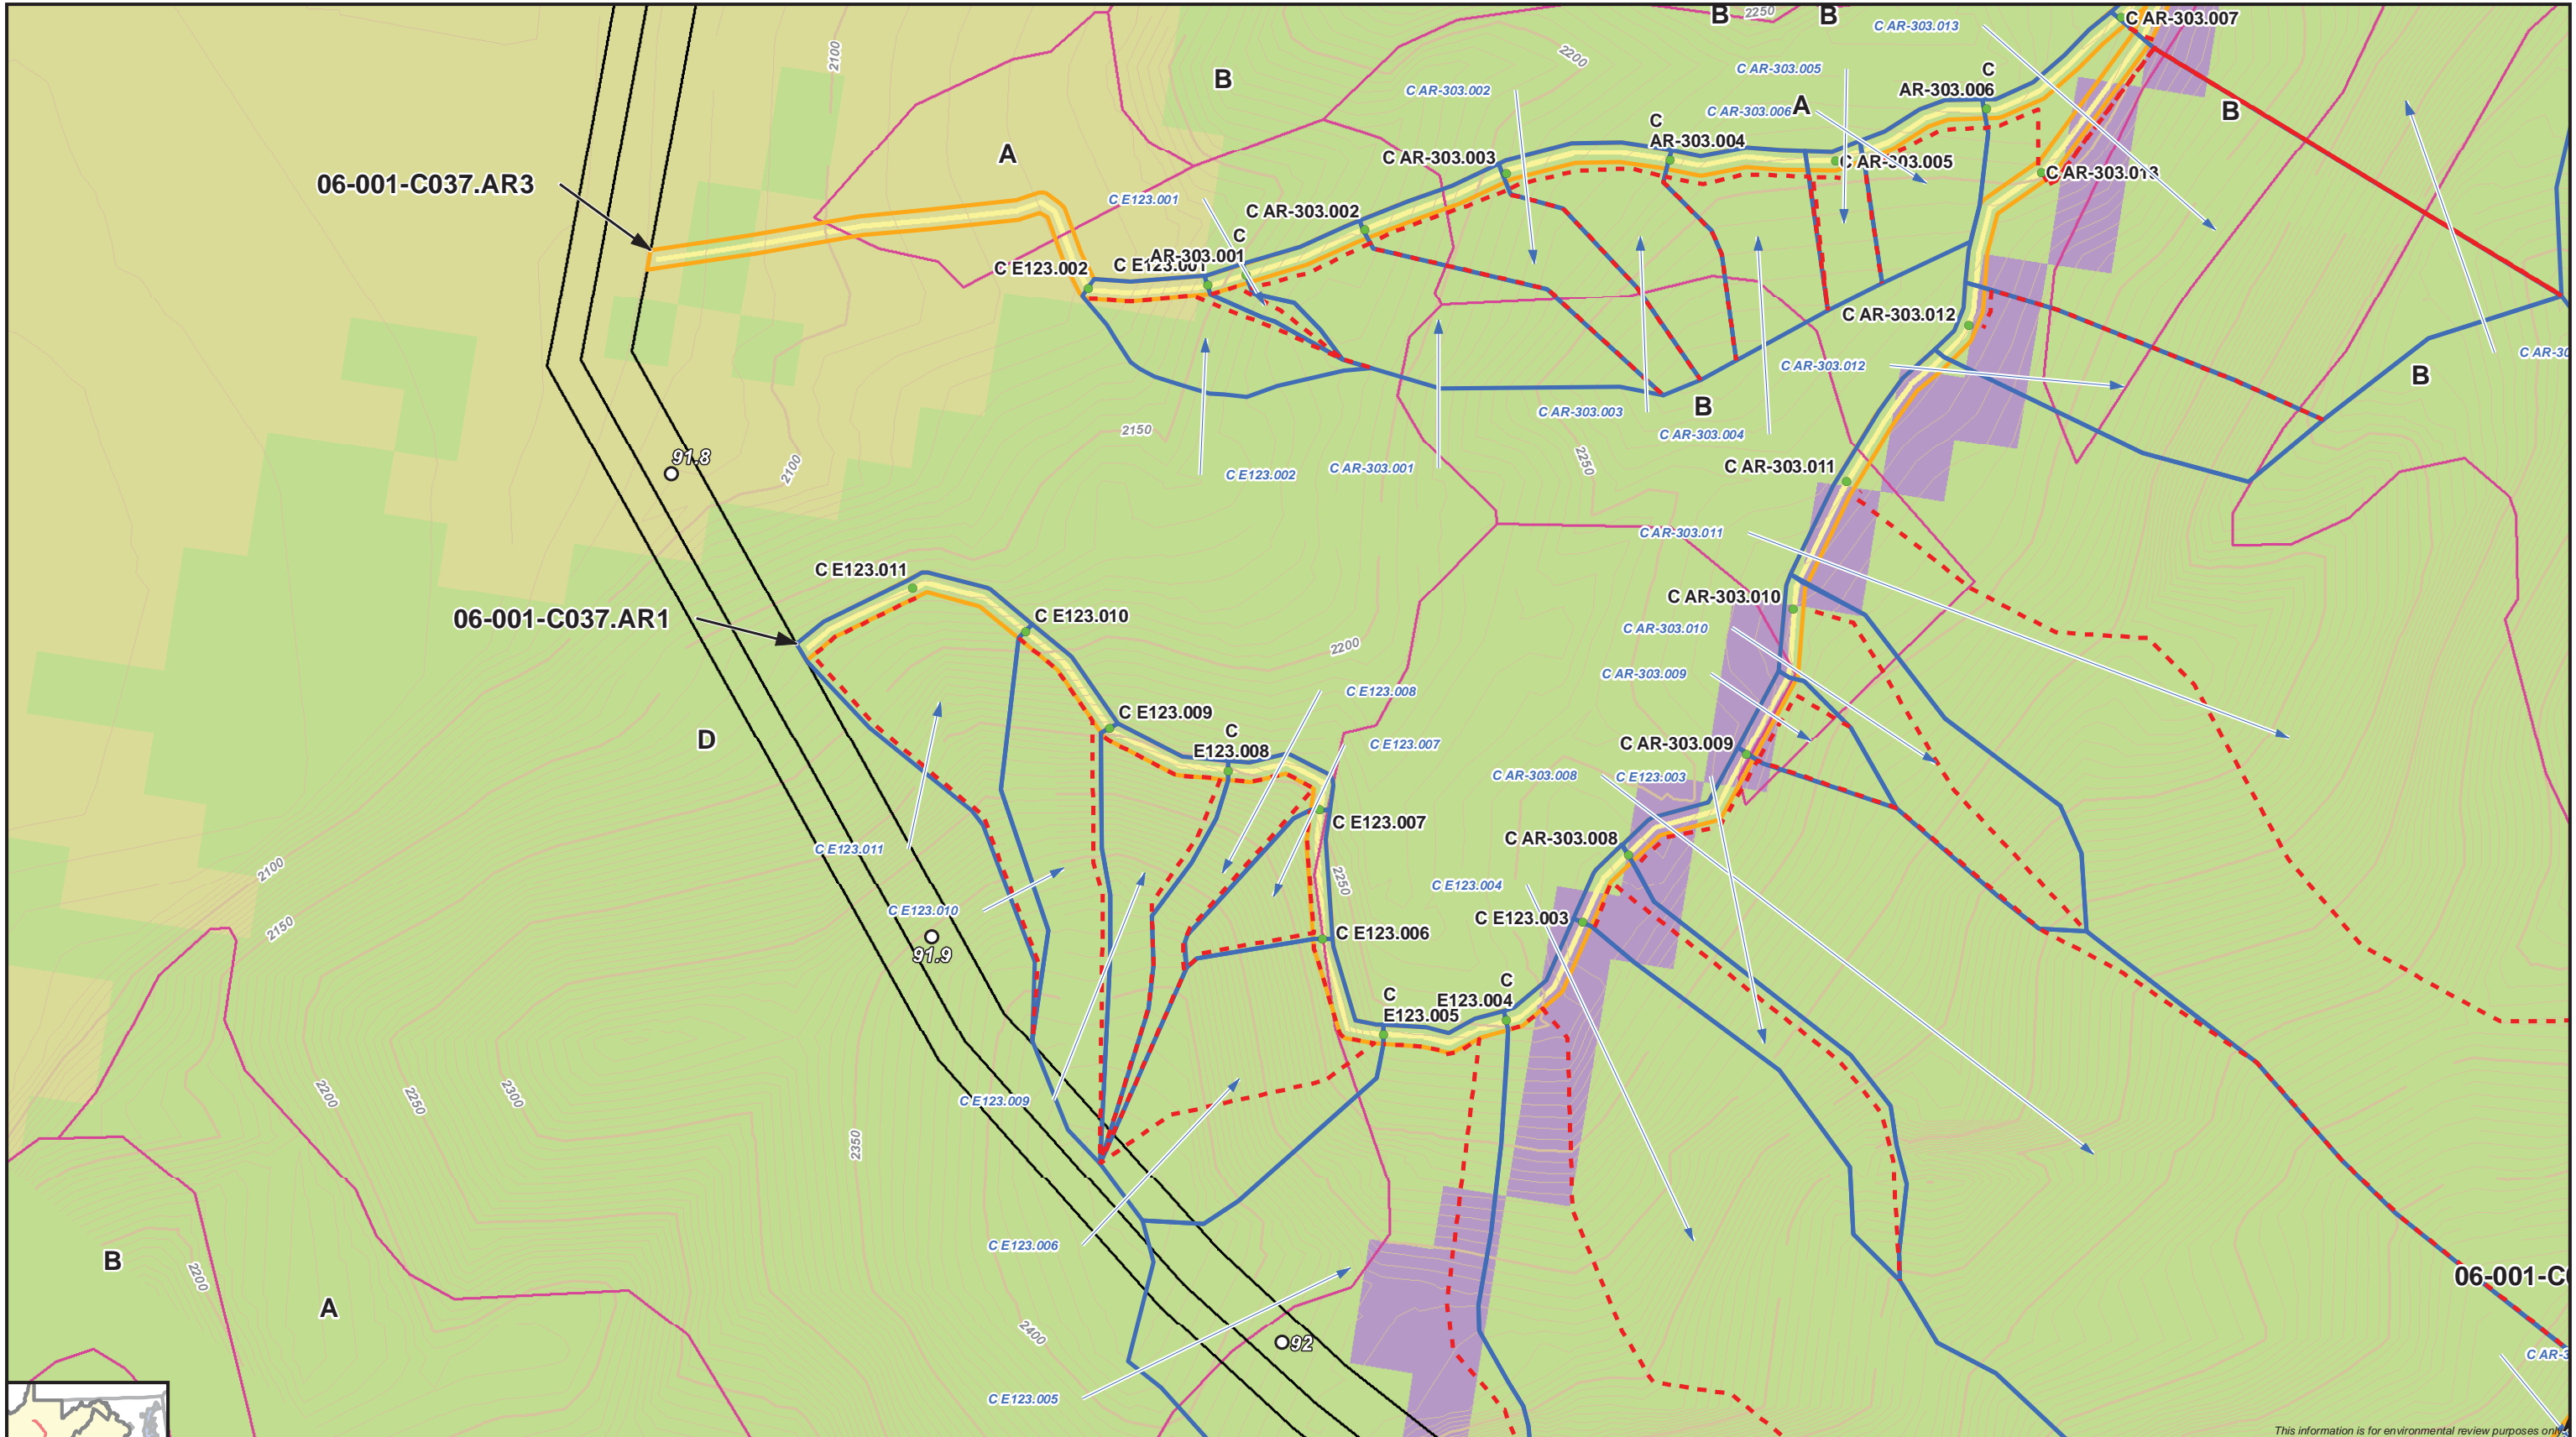 B
2250
B
C AR-303.013
C AR-303.007
2100
2200
B
C AR-303.005
C
AR-303.006
C AR-303.002
C AR-303.006
A
B
C
AR-303.004
A
C AR-303.003
C AR-303.005
C AR-303.013
06-001-C037.AR3
C E123.001
C AR-303.002
C
AR-303.001
C E123.001
C E123.002
C AR-303.012
C AR-30
C AR-303.012
B
C AR-303.003
B
2150
C AR-303.004
2250
91.8
2100
C E123.002
C AR-303.001
C AR-303.011
C AR-303.011
C E123.011
C AR-303.010
06-001-C037.AR1
C E123.010
C AR-303.010
2200
C AR-303.009
C E123.008
C E123.009
D
C
E123.008
C E123.007
C AR-303.009
C AR-303.008
C E123.003
C E123.007
C AR-303.008
C E123.011
2100
2250
C E123.004
C E123.010
C E123.003
2150
C E123.006
91.9
C
E123.005
C
E123.004
2200
2250
2300
C E123.009
2350
C E123.006
B
2200
06-001-C
A
2400
92
C AR-3
C E123.005
This information is for environmental review purposes only